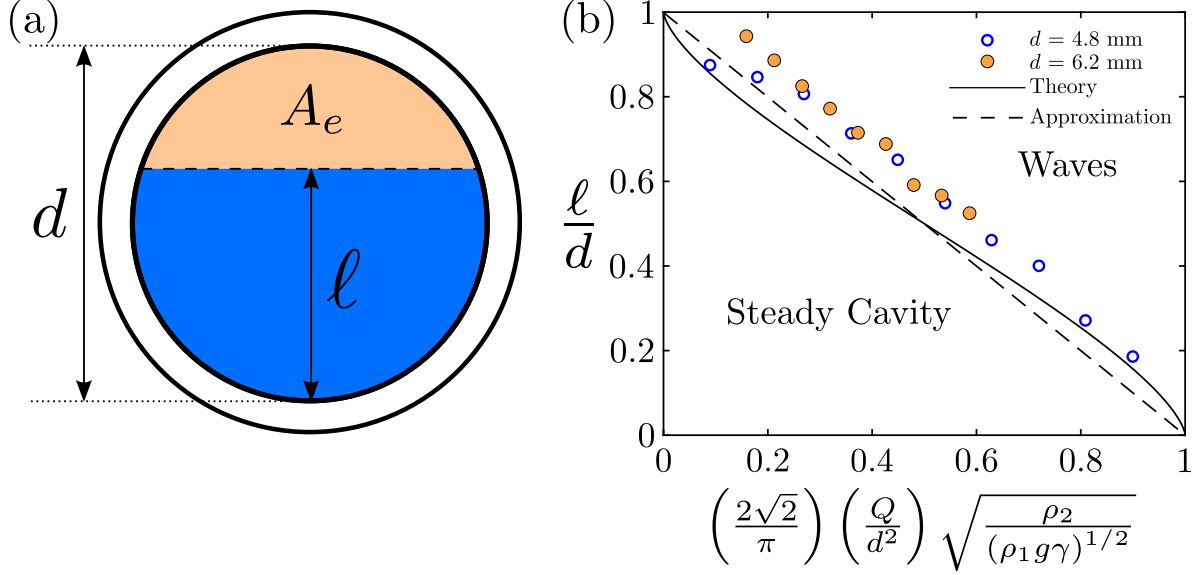 (a)
d
A_e
ℓ
(b)
1
0.8
0.6
0.4
0.2
0
ℓ/d
d = 4.8 mm
d = 6.2 mm
Theory
Approximation
Waves
Steady Cavity
0 0.2 0.4 0.6 0.8 1
(2√2/π) (Q/d²) √(ρ₂/(ρ₁gγ)^{1/2})